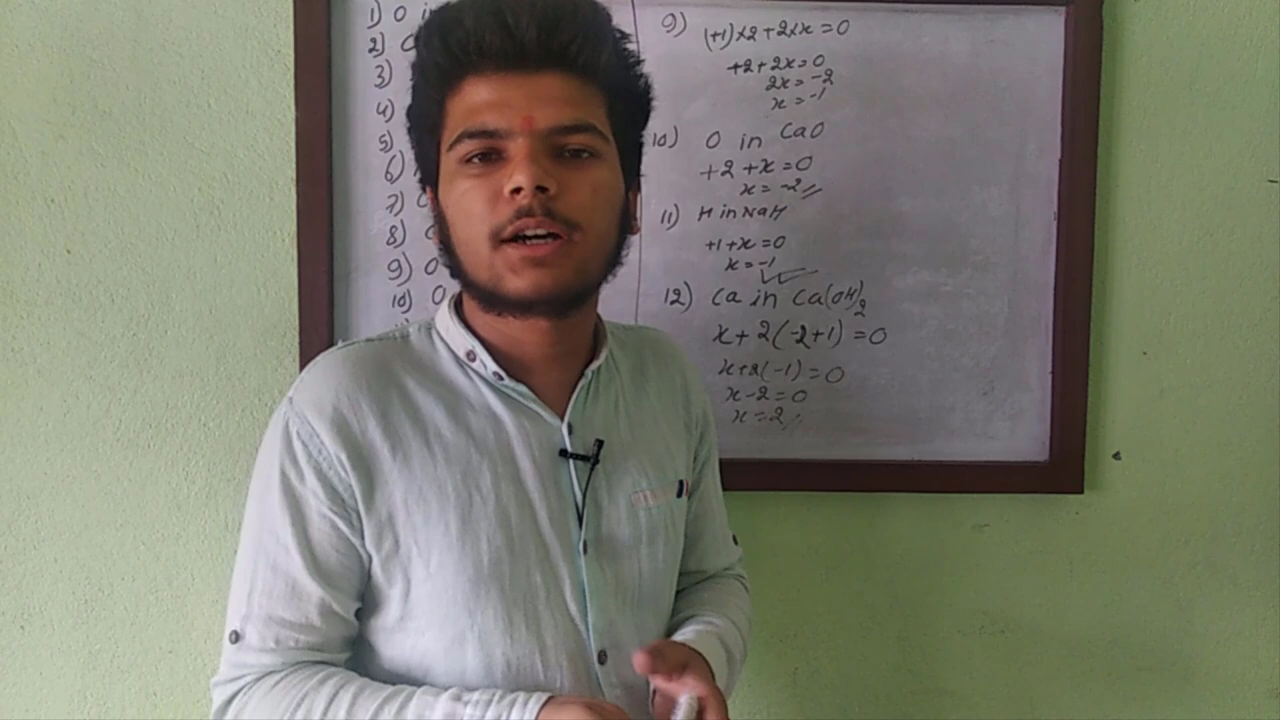 1) O in
2)
3)
4)
5)
6)
7)
8)
9) O
10) O
9) (+1)×2+2×x=0
+2+2x=0
2x=-2
x=-1
10) O in CaO
+2+x=0
x=-2
11) H in NaH
+1+x=0
x=-1
12) Ca in Ca(OH)₂
x+2(-2+1)=0
x+2(-1)=0
x-2=0
x=2